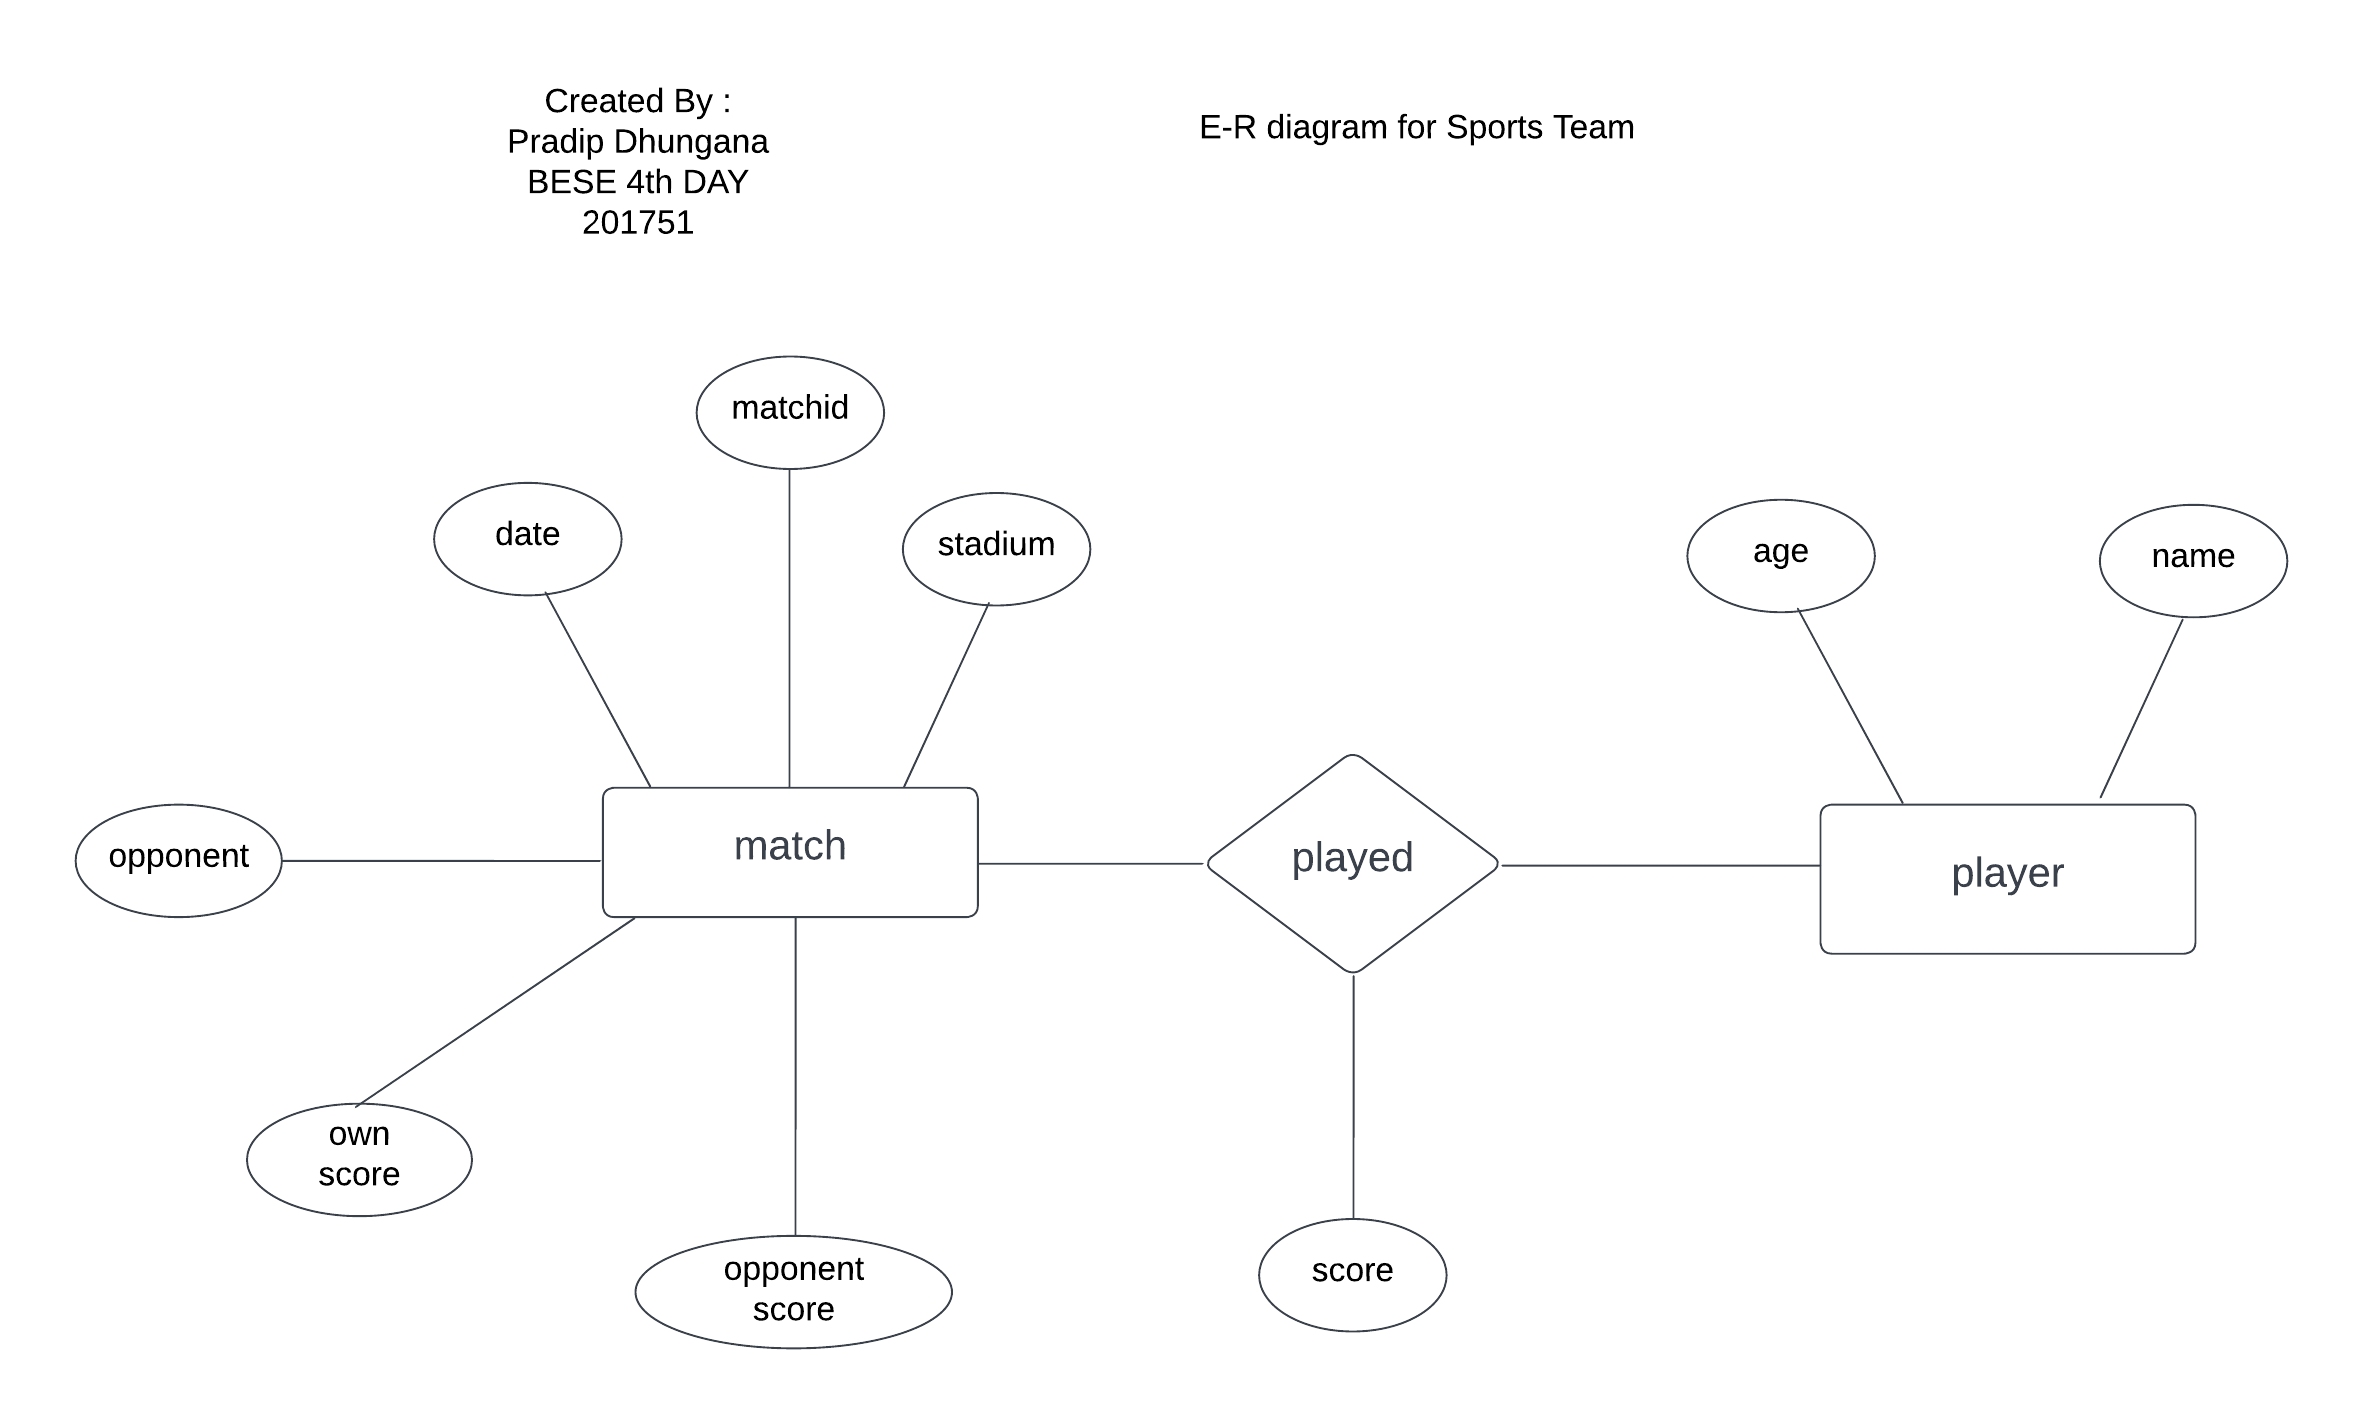 Created By :
Pradip Dhungana
BESE 4th DAY
201751
E-R diagram for Sports Team
matchid
date
stadium
age
name
opponent
match
played
player
own
score
opponent
score
score